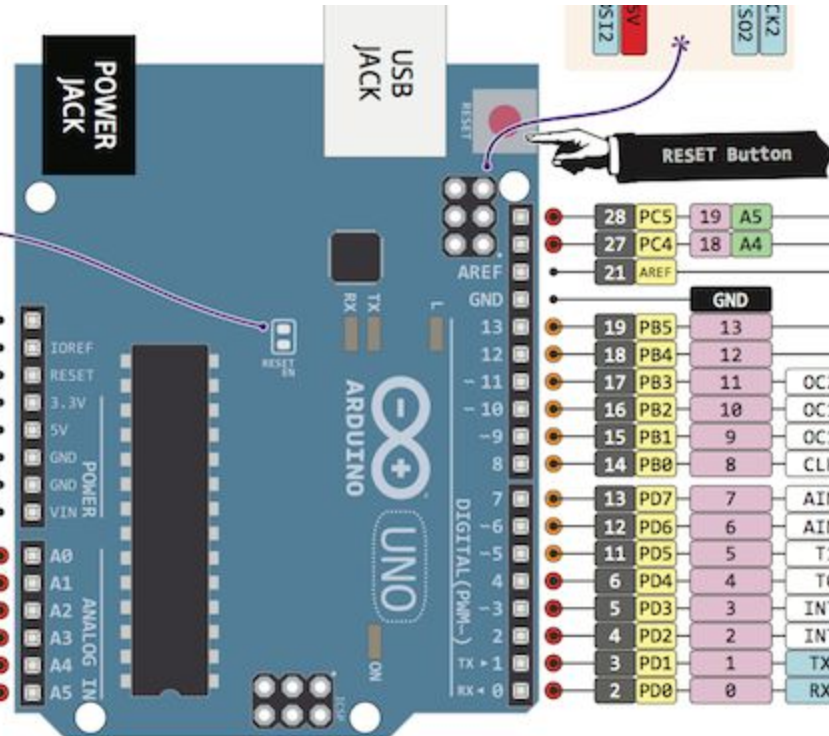 POWER
JACK
USB
JACK
SI2
5V
SO2
CK2
RESET
RESET Button
28 PC5 19 A5
27 PC4 18 A4
AREF 21 AREF
GND GND
RX TX L
13 19 PB5 13
12 18 PB4 12
~11 17 PB3 11 OC
~10 16 PB2 10 OC
~9 15 PB1 9 OC
8 14 PB0 8 CL
7 13 PD7 7 AI
~6 12 PD6 6 AI
~5 11 PD5 5 T
4 6 PD4 4 T
~3 5 PD3 3 IN
2 4 PD2 2 IN
TX ▸ 1 3 PD1 1 TX
RX ◂ 0 2 PD0 0 RX
DIGITAL (PWM~)
RESET
EN
ARDUINO
UNO
ON
IOREF
RESET
3.3V
5V
GND
GND
VIN
POWER
A0
A1
A2
A3
A4
A5
ANALOG IN
ICSP